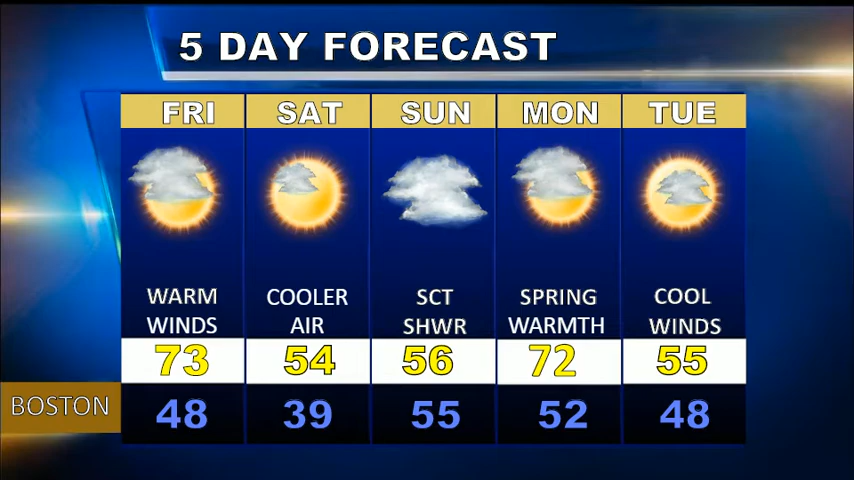 5 DAY FORECAST
FRI SAT SUN MON TUE
WARM COOLER SCT SPRING COOL
WINDS AIR SHWR WARMTH WINDS
73 54 56 72 55
BOSTON 48 39 55 52 48